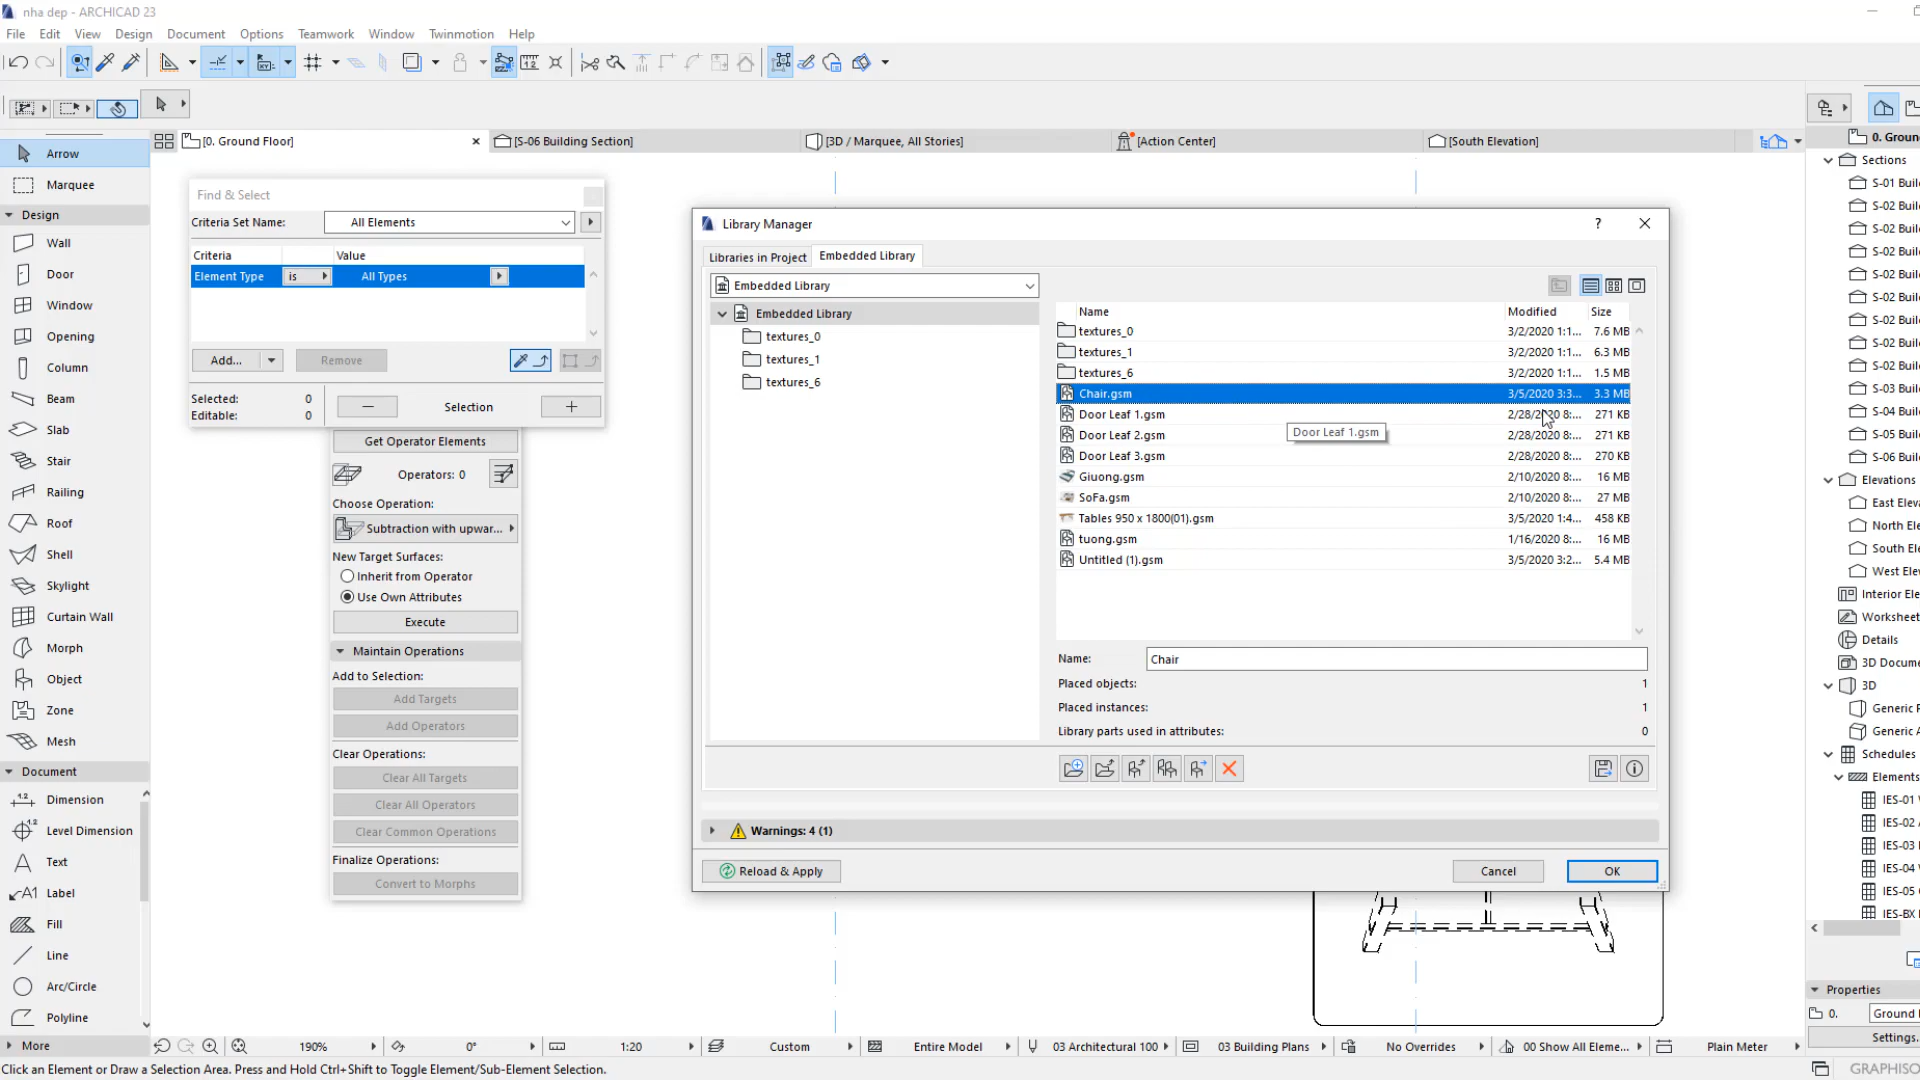 nha dep - ARCHICAD 23
File Edit View Design Document Options Teamwork Window Twinmotion Help
[0. Ground Floor]
[S-06 Building Section]
[3D / Marquee, All Stories]
[Action Center]
[South Elevation]
Arrow
Marquee
Design
Wall
Door
Window
Opening
Column
Beam
Slab
Stair
Railing
Roof
Shell
Skylight
Curtain Wall
Morph
Object
Zone
Mesh
Document
1.2 Dimension
1.2 Level Dimension
Text
A1 Label
Fill
Line
Arc/Circle
Polyline
More
Find & Select
Criteria Set Name: All Elements
Criteria Value
Element Type is All Types
Add... Remove
Selected: 0
Editable: 0
Selection
Get Operator Elements
Operators: 0
Choose Operation:
Subtraction with upwar...
New Target Surfaces:
Inherit from Operator
Use Own Attributes
Execute
Maintain Operations
Add to Selection:
Add Targets
Add Operators
Clear Operations:
Clear All Targets
Clear All Operators
Clear Common Operations
Finalize Operations:
Convert to Morphs
Library Manager ?
Libraries in Project Embedded Library
Embedded Library
Embedded Library
textures_0
textures_1
textures_6
Name Modified Size
textures_0 3/2/2020 1:1... 7.6 MB
textures_1 3/2/2020 1:1... 6.3 MB
textures_6 3/2/2020 1:1... 1.5 MB
Chair.gsm 3/5/2020 3:3... 3.3 MB
Door Leaf 1.gsm 2/28/2020 8:... 271 KB
Door Leaf 1.gsm
Door Leaf 2.gsm 2/28/2020 8:... 271 KB
Door Leaf 3.gsm 2/28/2020 8:... 270 KB
Giuong.gsm 2/10/2020 8:... 16 MB
SoFa.gsm 2/10/2020 8:... 27 MB
Tables 950 x 1800(01).gsm 3/5/2020 1:4... 458 KB
tuong.gsm 1/16/2020 8:... 16 MB
Untitled (1).gsm 3/5/2020 3:2... 5.4 MB
Name: Chair
Placed objects: 1
Placed instances: 1
Library parts used in attributes: 0
Warnings: 4 (1)
Reload & Apply Cancel OK
0. Groun
Sections
S-01 Buil
S-02 Buil
S-02 Buil
S-02 Buil
S-02 Buil
S-02 Buil
S-02 Buil
S-02 Buil
S-02 Buil
S-03 Buil
S-04 Buil
S-05 Buil
S-06 Buil
Elevations
East Elev
North Ele
South Ele
West Elev
Interior Ele
Worksheet
Details
3D Docume
3D
Generic P
Generic A
Schedules
Elements
IES-01
IES-02
IES-03
IES-04
IES-05
IES-BX
Properties
0. Ground
Settings.
190% 0° 1:20 Custom Entire Model 03 Architectural 100 03 Building Plans No Overrides 00 Show All Eleme... Plain Meter
Click an Element or Draw a Selection Area. Press and Hold Ctrl+Shift to Toggle Element/Sub-Element Selection.
GRAPHISO